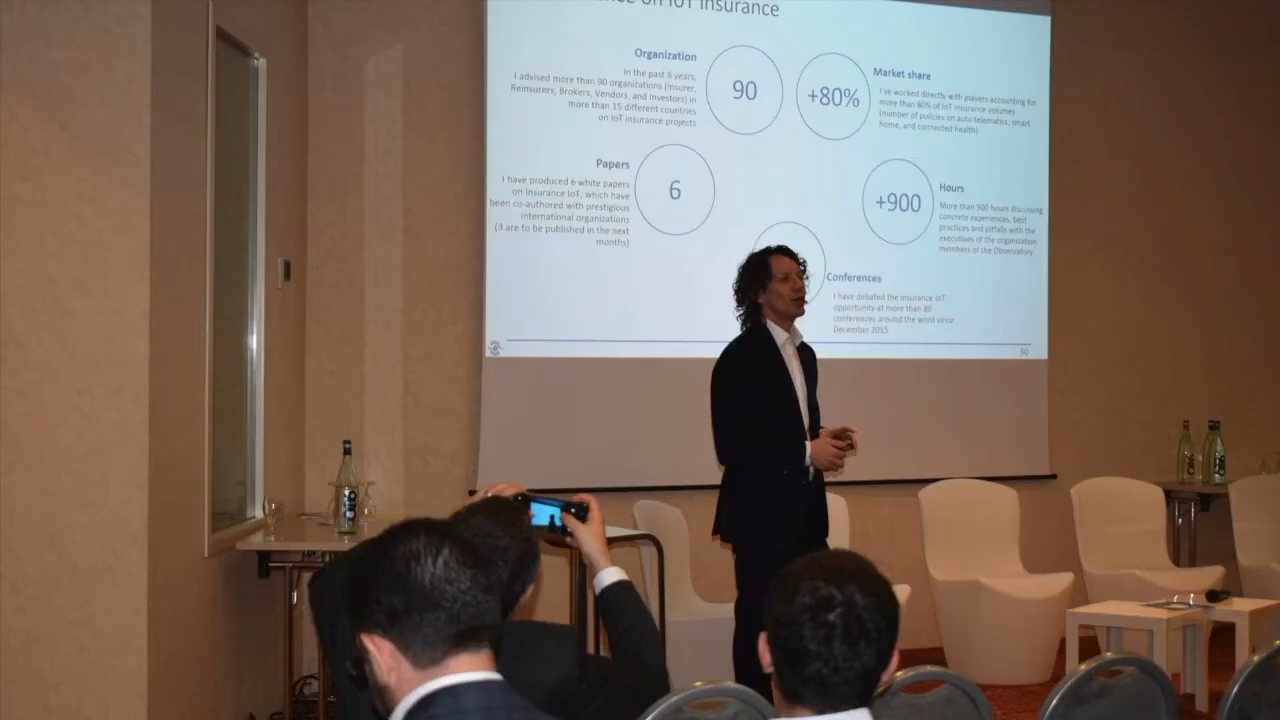 on IoT insurance
Organization
In the past 6 years,
I advised more than 90 organizations (Insurer,
Reinsurers, Brokers, Vendors, and Investors) in
more than 15 different countries
on IoT insurance projects
90
+80%
Market share
I've worked directly with players accounting for
more than 80% of IoT insurance volumes
(number of policies on auto telematics, smart
home, and connected health)
Papers
I have produced 6 white papers
on Insurance IoT, which have
been co-authored with prestigious
international organizations
(3 are to be published in the next
months)
6
+900
Hours
More than 900 hours discussing
concrete experiences, best
practices and pitfalls with the
executives of the organization
members of the Observatory
Conferences
I have debated the insurance IoT
opportunity at more than 80
conferences around the word since
December 2015
30